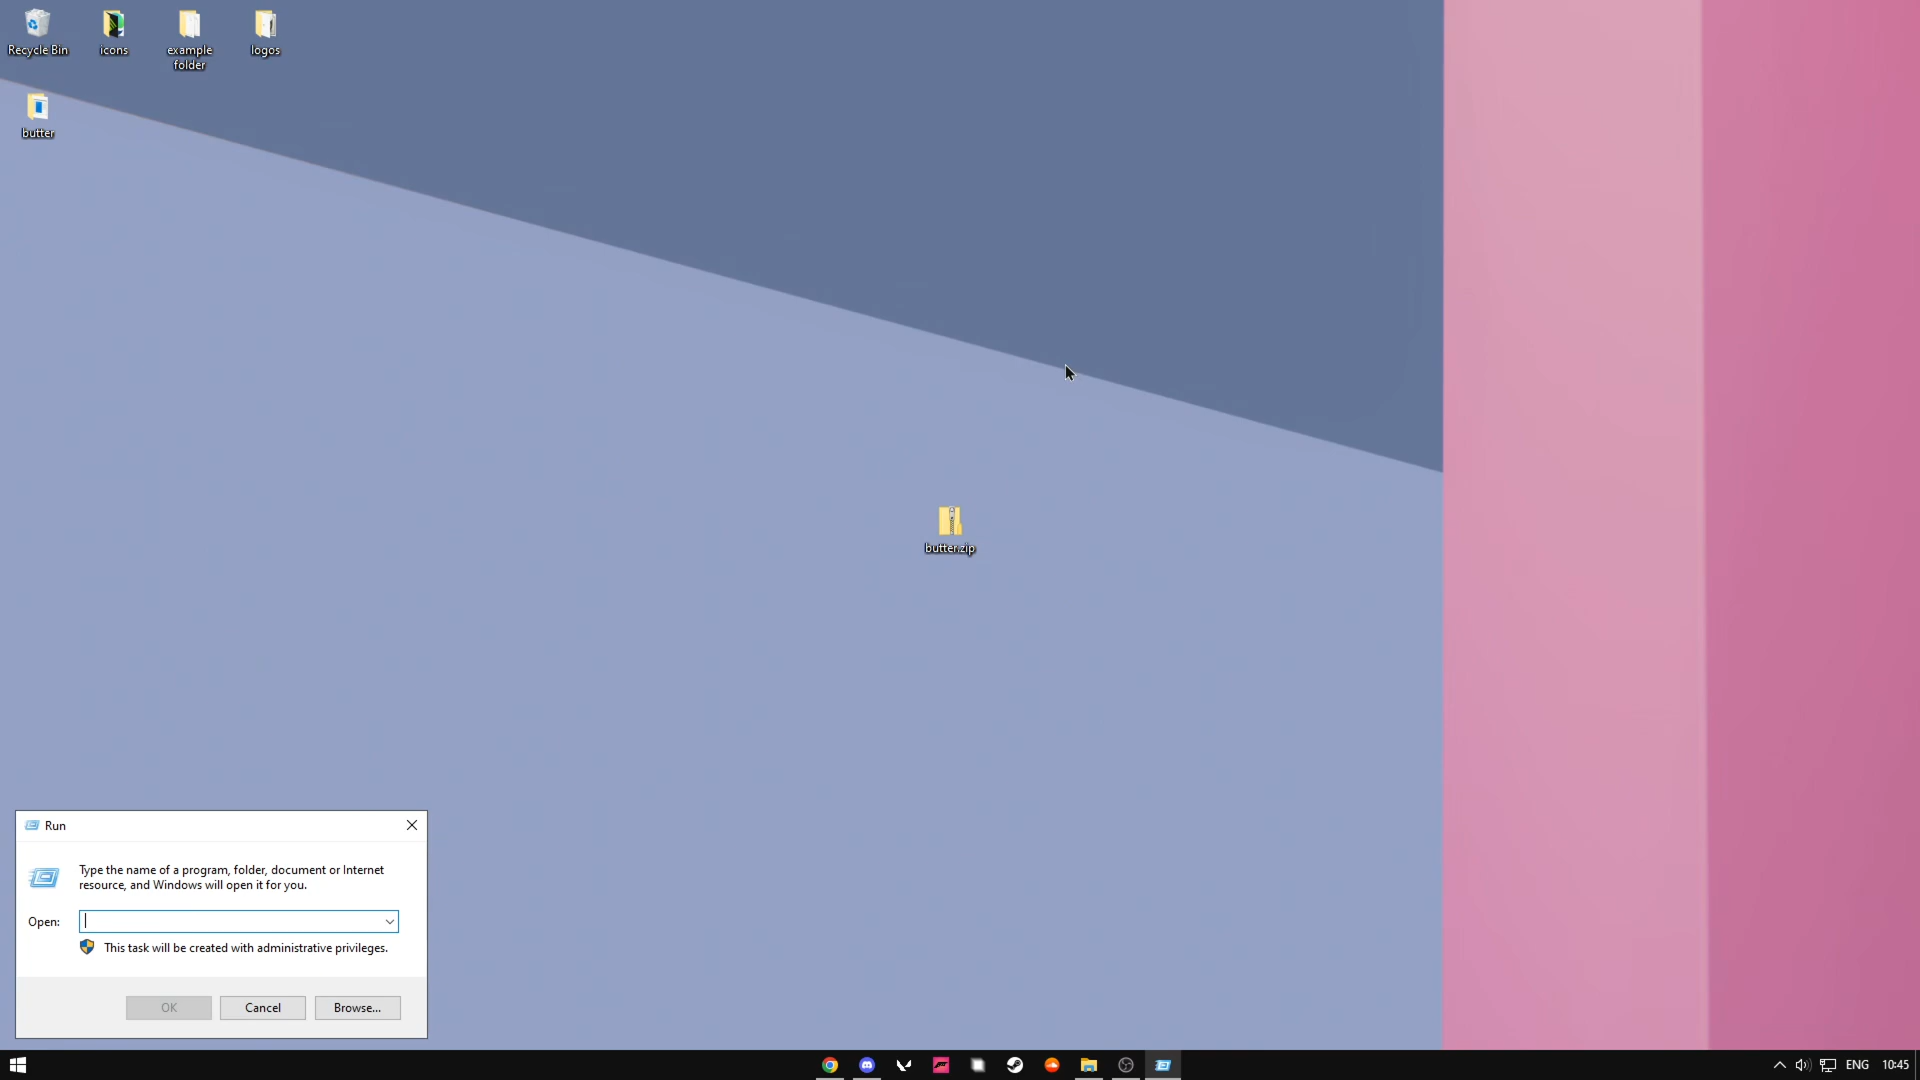 Recycle Bin
icons
example
folder
logos
butter
butter.zip
Run
Type the name of a program, folder, document or Internet
resource, and Windows will open it for you.
Open:
This task will be created with administrative privileges.
OK
Cancel
Browse...
ENG
10:45